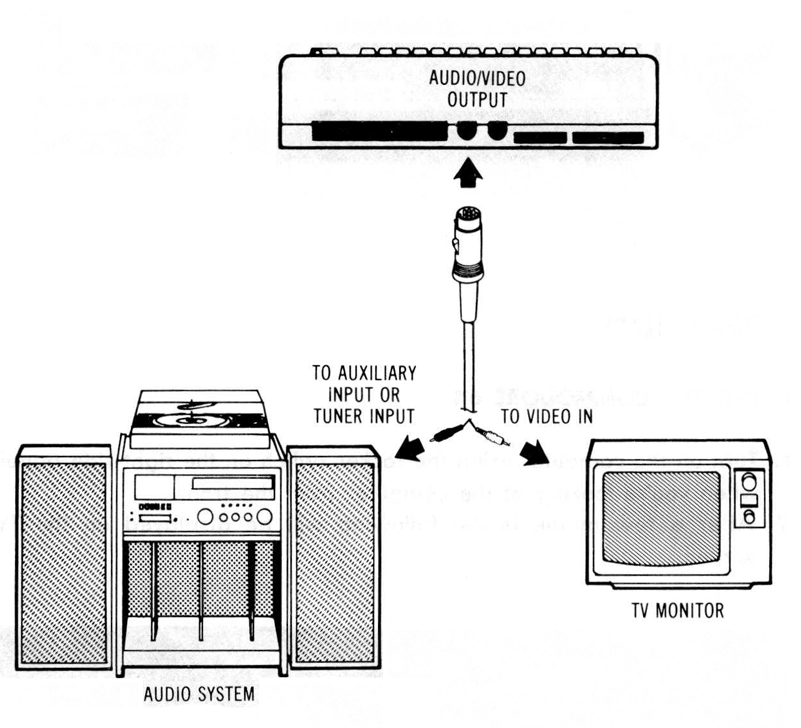 AUDIO/VIDEO
OUTPUT
TO AUXILIARY
INPUT OR
TUNER INPUT
TO VIDEO IN
TV MONITOR
AUDIO SYSTEM